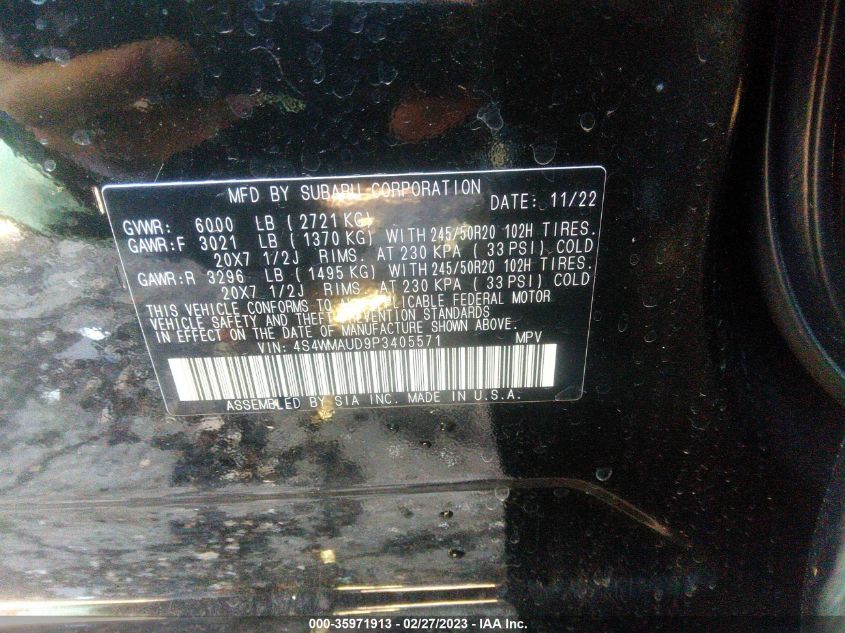 MFD BY SUBARU CORPORATION DATE: 11/22
GVWR: 6000 LB ( 2721 KG)
GAWR:F 3021 LB ( 1370 KG) WITH 245/50R20 102H TIRES.
20X7 1/2J RIMS. AT 230 KPA ( 33 PSI) COLD
GAWR:R 3296 LB ( 1495 KG) WITH 245/50R20 102H TIRES.
20X7 1/2J RIMS. AT 230 KPA ( 33 PSI) COLD
THIS VEHICLE CONFORMS TO ALL APPLICABLE FEDERAL MOTOR
VEHICLE SAFETY AND THEFT PREVENTION STANDARDS
IN EFFECT ON THE DATE OF MANUFACTURE SHOWN ABOVE.
VIN: 4S4WMAUD9P3405571 MPV
ASSEMBLED BY SIA INC. MADE IN U.S.A.
000-35971913 - 02/27/2023 - IAA Inc.